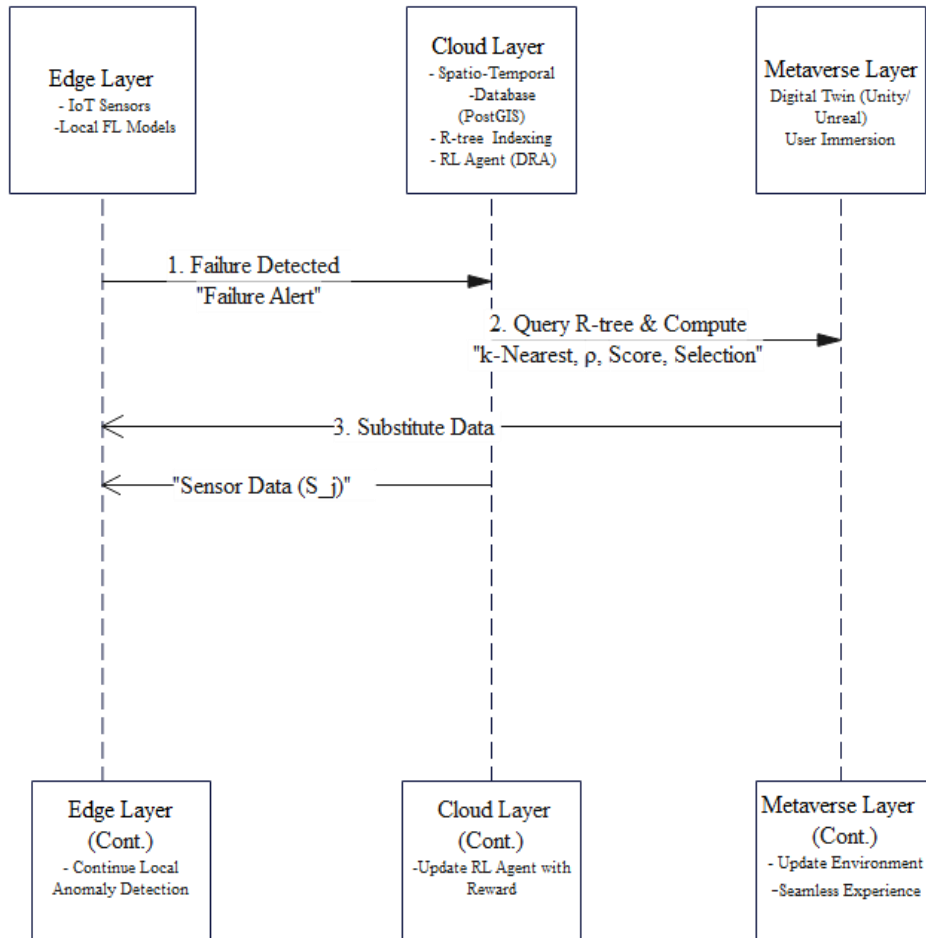 Edge Layer
- IoT Sensors
-Local FL Models
Cloud Layer
- Spatio-Temporal
-Database
(PostGIS)
- R-tree Indexing
- RL Agent (DRA)
Metaverse Layer
Digital Twin (Unity/
Unreal)
User Immersion
1. Failure Detected
"Failure Alert"
2. Query R-tree & Compute
"k-Nearest, ρ, Score, Selection"
3. Substitute Data
"Sensor Data (S_j)"
Edge Layer
(Cont.)
- Continue Local
Anomaly Detection
Cloud Layer
(Cont.)
-Update RL Agent with
Reward
Metaverse Layer
(Cont.)
- Update Environment
-Seamless Experience